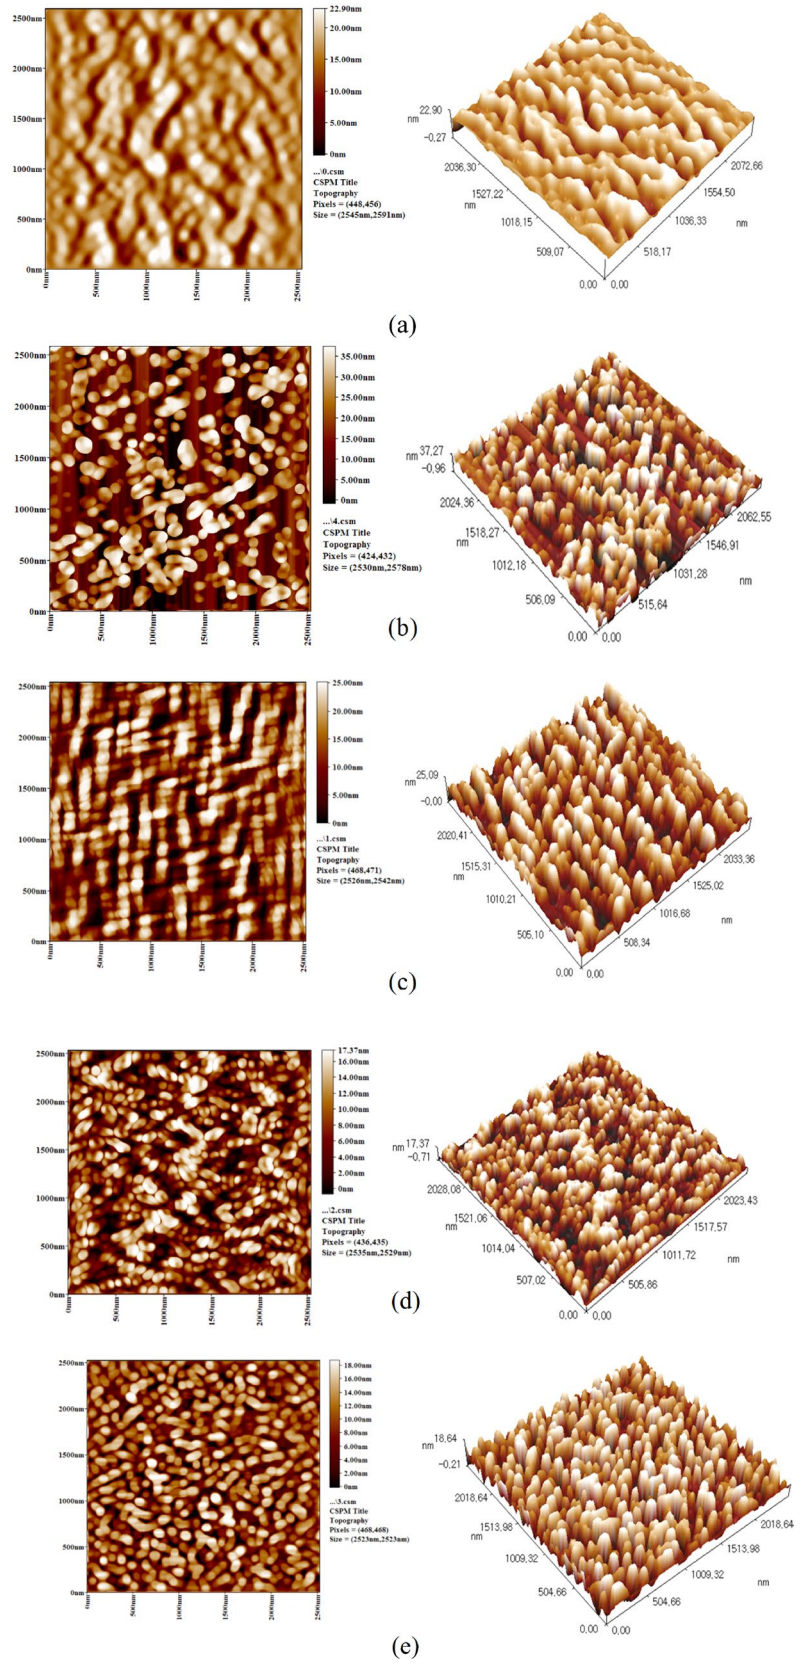 2500nm
2000nm
1500nm
1000nm
500nm
0nm
0nm
500nm
1000nm
1500nm
2000nm
2500nm
22.90nm
20.00nm
15.00nm
10.00nm
5.00nm
0nm
...\0.csm
CSPM Title
Topography
Pixels = (448,456)
Size = (2545nm,2591nm)
22,90
nm
-0,27
2036,30
1527,22
1018,15
509,07
0,00
0,00
518,17
1036,33
1554,50
2072,66
nm
(a)
2500nm
2000nm
1500nm
1000nm
500nm
0nm
0nm
500nm
1000nm
1500nm
2000nm
2500nm
35.00nm
30.00nm
25.00nm
20.00nm
15.00nm
10.00nm
5.00nm
0nm
...\4.csm
CSPM Title
Topography
Pixels = (424,432)
Size = (2530nm,2578nm)
37,27
nm
-0,96
2024,36
1518,27
nm
1012,18
506,09
0,00
0,00
515,64
1031,28
1546,91
2062,55
nm
(b)
2500nm
2000nm
1500nm
1000nm
500nm
0nm
0nm
500nm
1000nm
1500nm
2000nm
2500nm
25.00nm
20.00nm
15.00nm
10.00nm
5.00nm
0nm
...\1.csm
CSPM Title
Topography
Pixels = (468,471)
Size = (2526nm,2542nm)
25,09
nm
-0,00
2020,41
1515,31
nm
1010,21
505,10
0,00
0,00
508,34
1016,68
1525,02
2033,36
nm
(c)
2500nm
2000nm
1500nm
1000nm
500nm
0nm
0nm
500nm
1000nm
1500nm
2000nm
2500nm
17.37nm
16.00nm
14.00nm
12.00nm
10.00nm
8.00nm
6.00nm
4.00nm
2.00nm
0nm
...\2.csm
CSPM Title
Topography
Pixels = (436,435)
Size = (2535nm,2529nm)
17,37
nm
-0,71
2028,08
1521,06
nm
1014,04
507,02
0,00
0,00
505,86
1011,72
1517,57
2023,43
nm
(d)
2500nm
2000nm
1500nm
1000nm
500nm
0nm
0nm
500nm
1000nm
1500nm
2000nm
2500nm
18.00nm
16.00nm
14.00nm
12.00nm
10.00nm
8.00nm
6.00nm
4.00nm
2.00nm
0nm
...\3.csm
CSPM Title
Topography
Pixels = (468,468)
Size = (2523nm,2523nm)
18,64
nm
-0,21
2018,64
1513,98
nm
1009,32
504,66
0,00
0,00
504,66
1009,32
1513,98
2018,64
nm
(e)